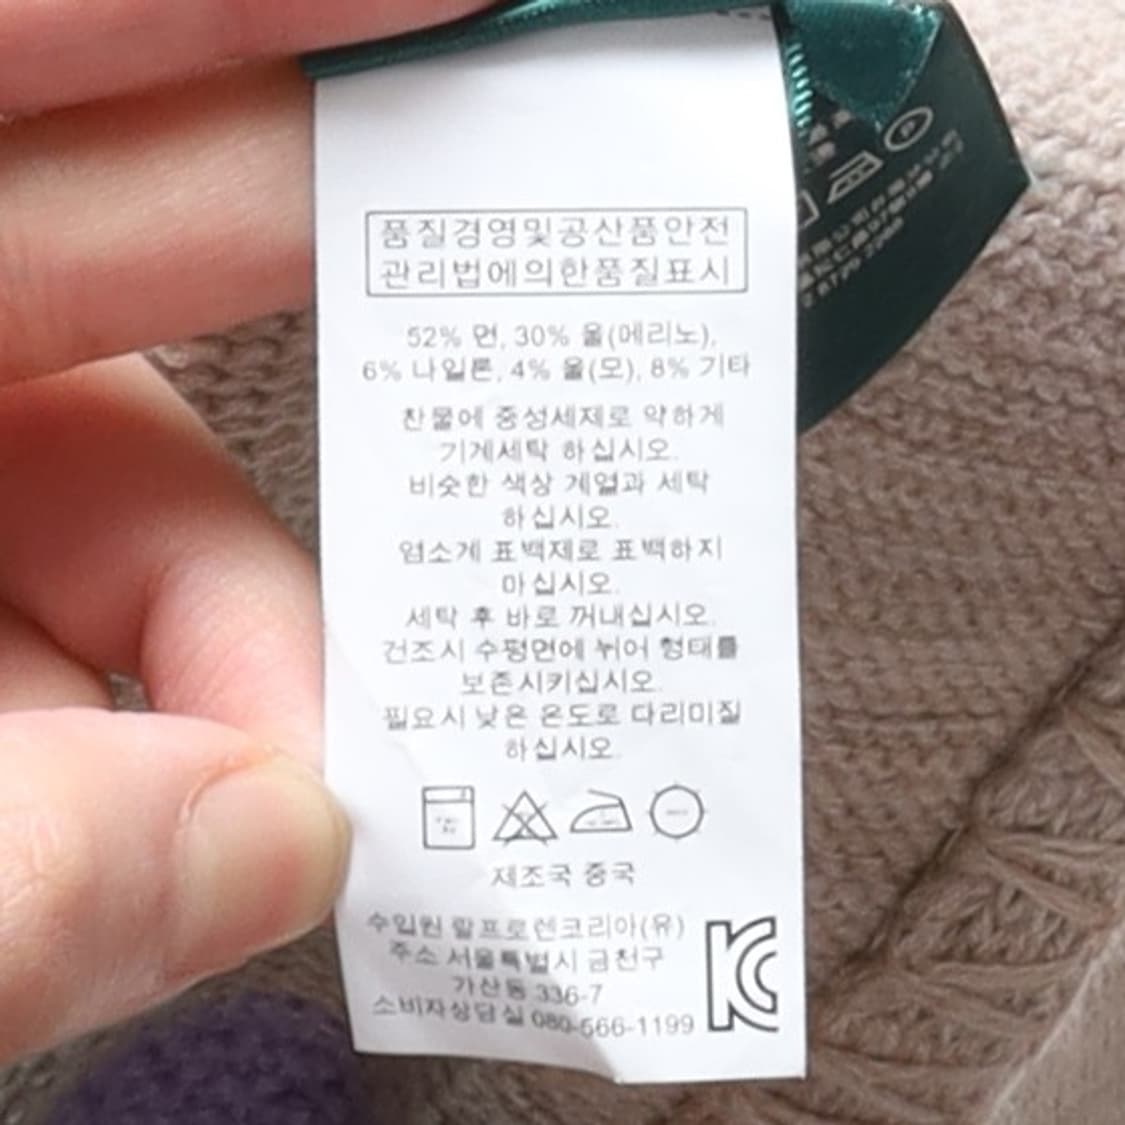 품질경영및공산품안전
관리법에의한품질표시
52% 면, 30% 울(메리노),
6% 나일론, 4% 울(모), 8% 기타
찬물에 중성세제로 약하게
기계세탁 하십시오.
비슷한 색상 계열과 세탁
하십시오.
염소계 표백제로 표백하지
마십시오.
세탁 후 바로 꺼내십시오.
건조시 수평면에 뉘어 형태를
보존시키십시오.
필요시 낮은 온도로 다리미질
하십시오.
제조국 중국
수입원 랄프로렌코리아(유)
주소 서울특별시 금천구
가산동 336-7
소비자상담실 080-566-1199